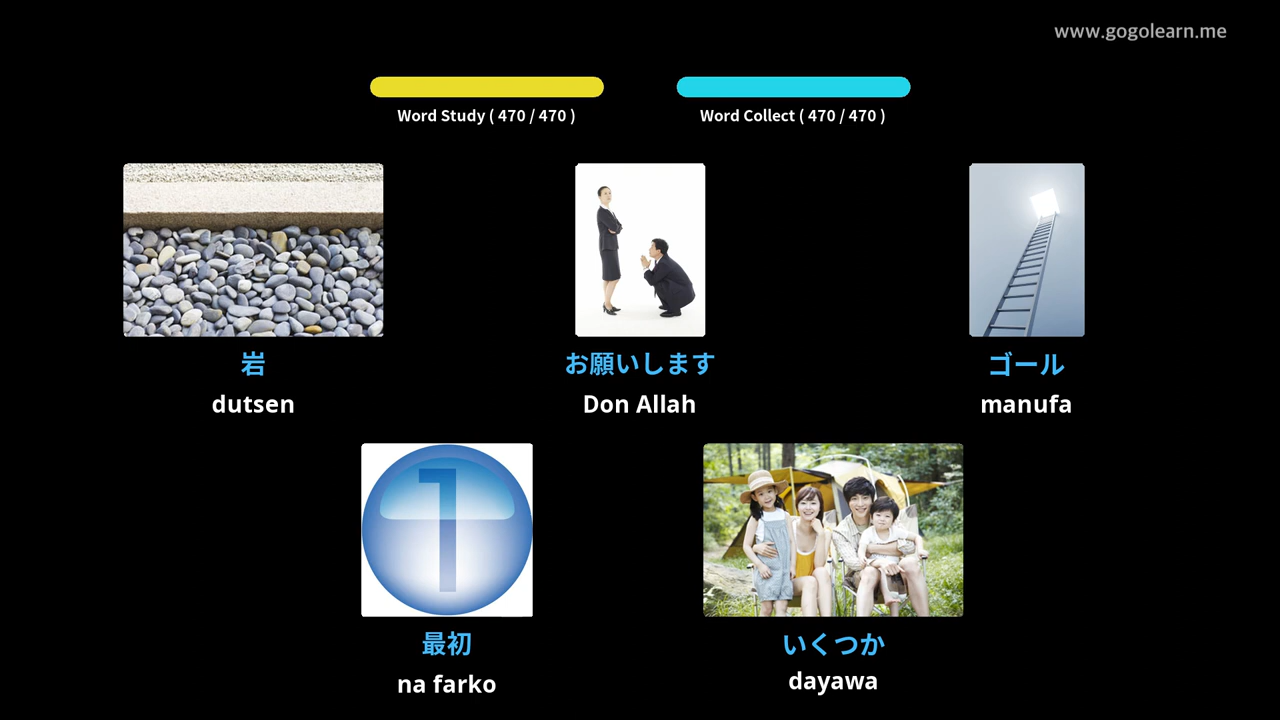 www.gogolearn.me
Word Study ( 470 / 470 )
Word Collect ( 470 / 470 )
岩
dutsen
お願いします
Don Allah
ゴール
manufa
1
最初
na farko
いくつか
dayawa